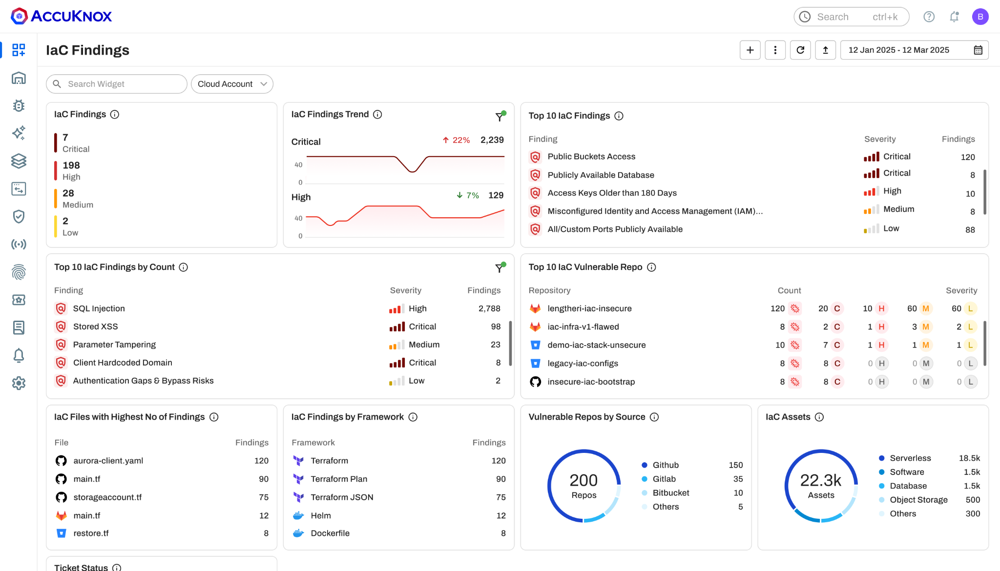 ACCUKNOX
Search ctrl+k
B
IaC Findings
12 Jan 2025 - 12 Mar 2025
Search Widget
Cloud Account
IaC Findings
7
Critical
198
High
28
Medium
2
Low
IaC Findings Trend
Critical 22% 2,239
40
0
High 7% 129
40
0
Top 10 IaC Findings
Finding Severity Findings
Public Buckets Access Critical 120
Publicly Available Database Critical 8
Access Keys Older than 180 Days High 10
Misconfigured Identity and Access Management (IAM)... Medium 8
All/Custom Ports Publicly Available Low 88
Top 10 IaC Findings by Count
Finding Severity Findings
SQL Injection High 2,788
Stored XSS Critical 98
Parameter Tampering Medium 23
Client Hardcoded Domain Critical 8
Authentication Gaps & Bypass Risks Low 2
Top 10 IaC Vulnerable Repo
Repository Count Severity
lengtheri-iac-insecure 120 20 C 10 H 60 M 60 L
iac-infra-v1-flawed 8 2 C 1 H 3 M 2 L
demo-iac-stack-unsecure 10 7 C 1 H 1 M 1 L
legacy-iac-configs 8 8 C 0 H 0 M 0 L
insecure-iac-bootstrap 8 8 C 0 H 0 M 0 L
IaC Files with Highest No of Findings
File Findings
aurora-client.yaml 120
main.tf 90
storageaccount.tf 75
main.tf 12
restore.tf 8
IaC Findings by Framework
Framework Findings
Terraform 120
Terraform Plan 90
Terraform JSON 75
Helm 12
Dockerfile 8
Vulnerable Repos by Source
200
Repos
Github 150
Gitlab 35
Bitbucket 10
Others 5
IaC Assets
22.3k
Assets
Serverless 18.5k
Software 1.5k
Database 1.5k
Object Storage 500
Others 300
Ticket Status